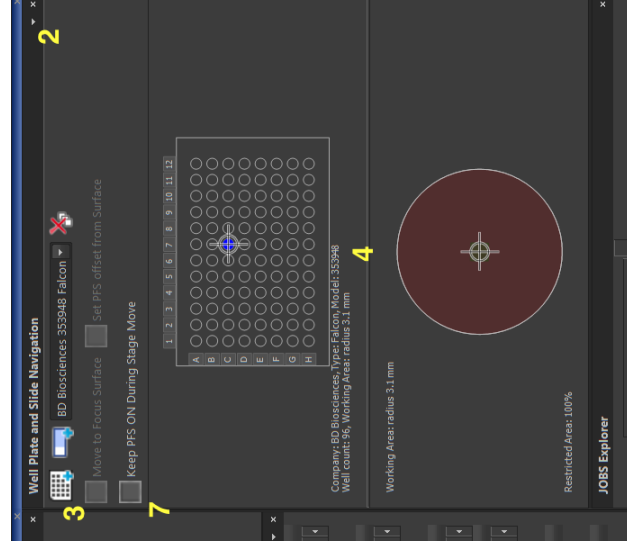 2
Well Plate and Slide Navigation
3
BD Biosciences 353948 Falcon
Move to Focus Surface
Set PFS offset from Surface
7
Keep PFS ON During Stage Move
1 2 3 4 5 6 7 8 9 10 11 12
A
B
C
D
E
F
G
H
Company: BD Biosciences, Type: Falcon, Model: 353948
Well count: 96, Working Area: radius 3.1 mm
4
Working Area: radius 3.1 mm
Restricted Area: 100%
JOBS Explorer